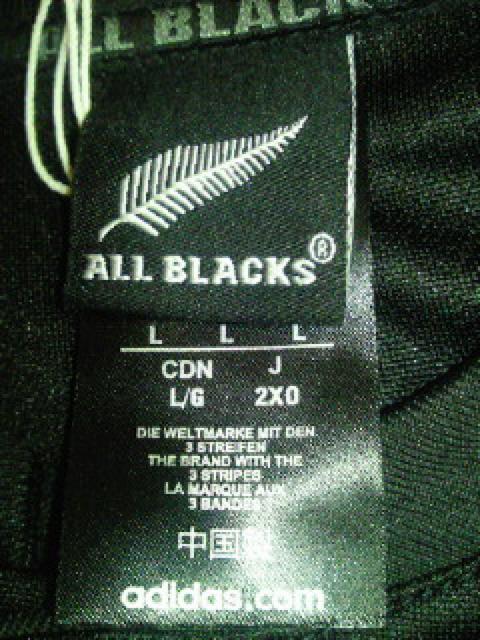 ALL BLACK
ALL BLACKS®
L L L
CDN J
L/G 2XO
DIE WELTMARKE MIT DEN
3 STREIFEN
THE BRAND WITH THE
3 STRIPES
LA MARQUE AUX
3 BANDES
中国製
adidas.com